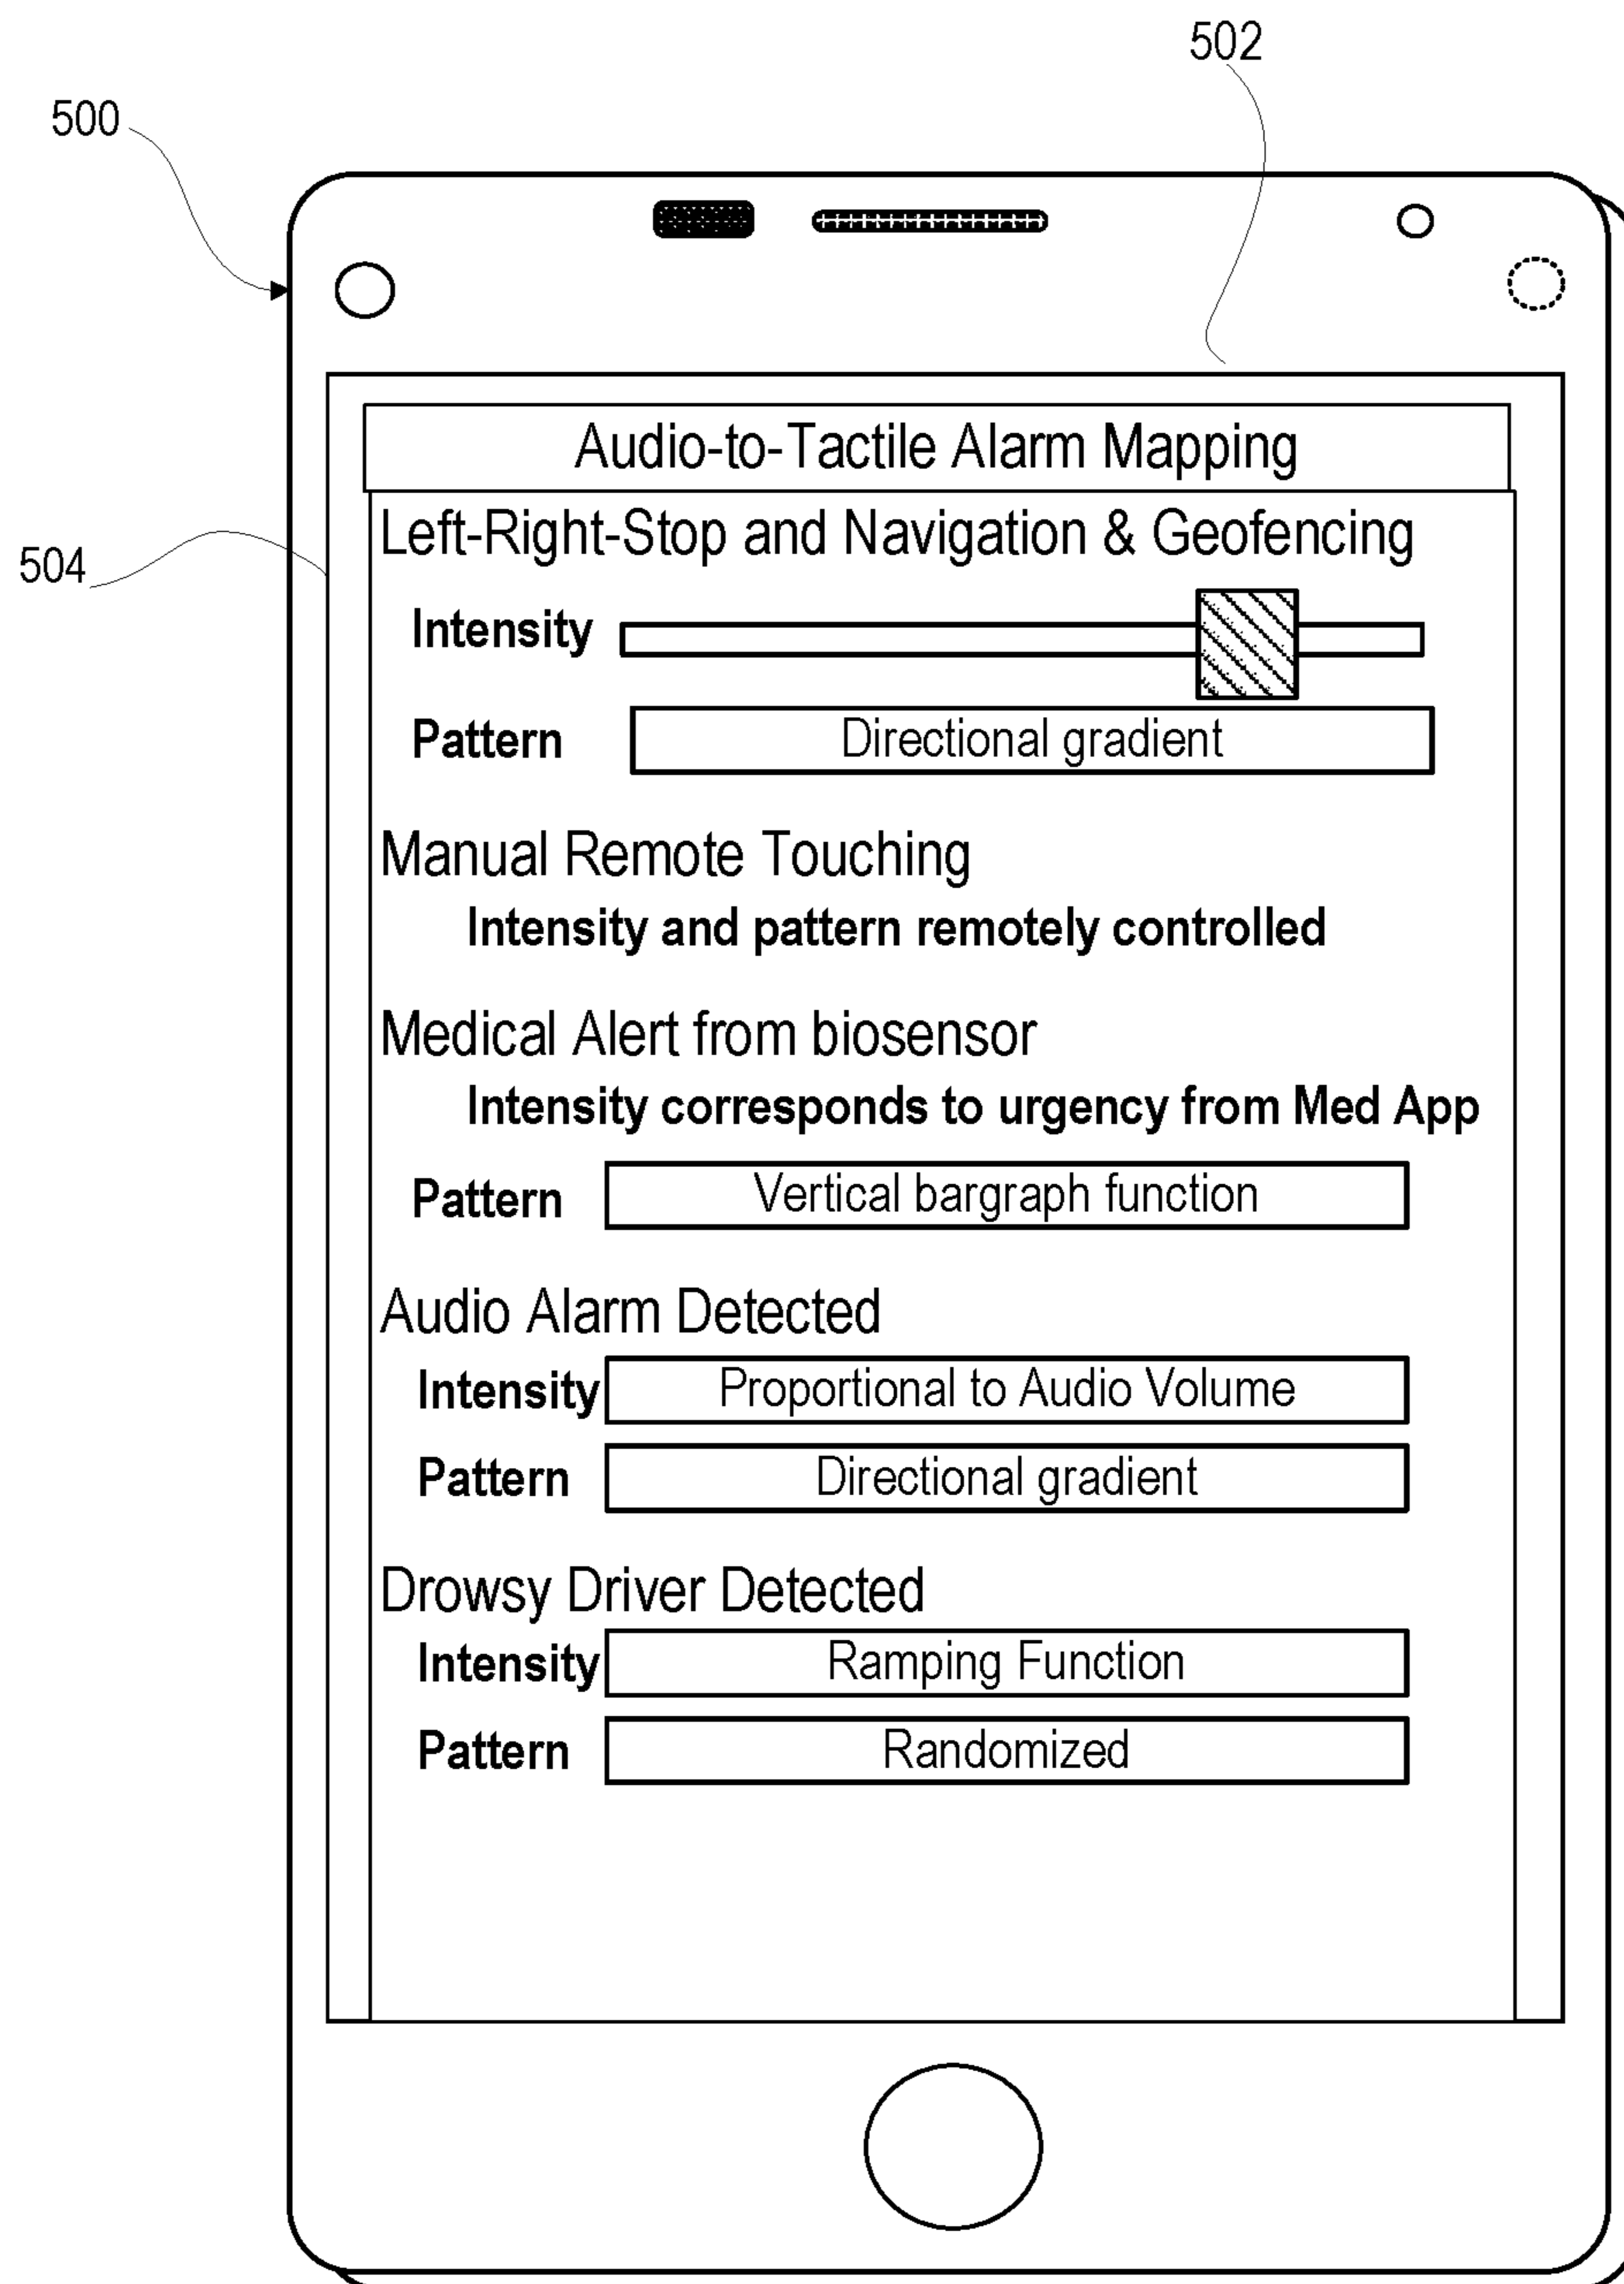 502
500
Audio-to-Tactile Alarm Mapping
Left-Right-Stop and Navigation & Geofencing
504
Intensity
Pattern Directional gradient
Manual Remote Touching
Intensity and pattern remotely controlled
Medical Alert from biosensor
Intensity corresponds to urgency from Med App
Pattern Vertical bargraph function
Audio Alarm Detected
Intensity Proportional to Audio Volume
Pattern Directional gradient
Drowsy Driver Detected
Intensity Ramping Function
Pattern Randomized